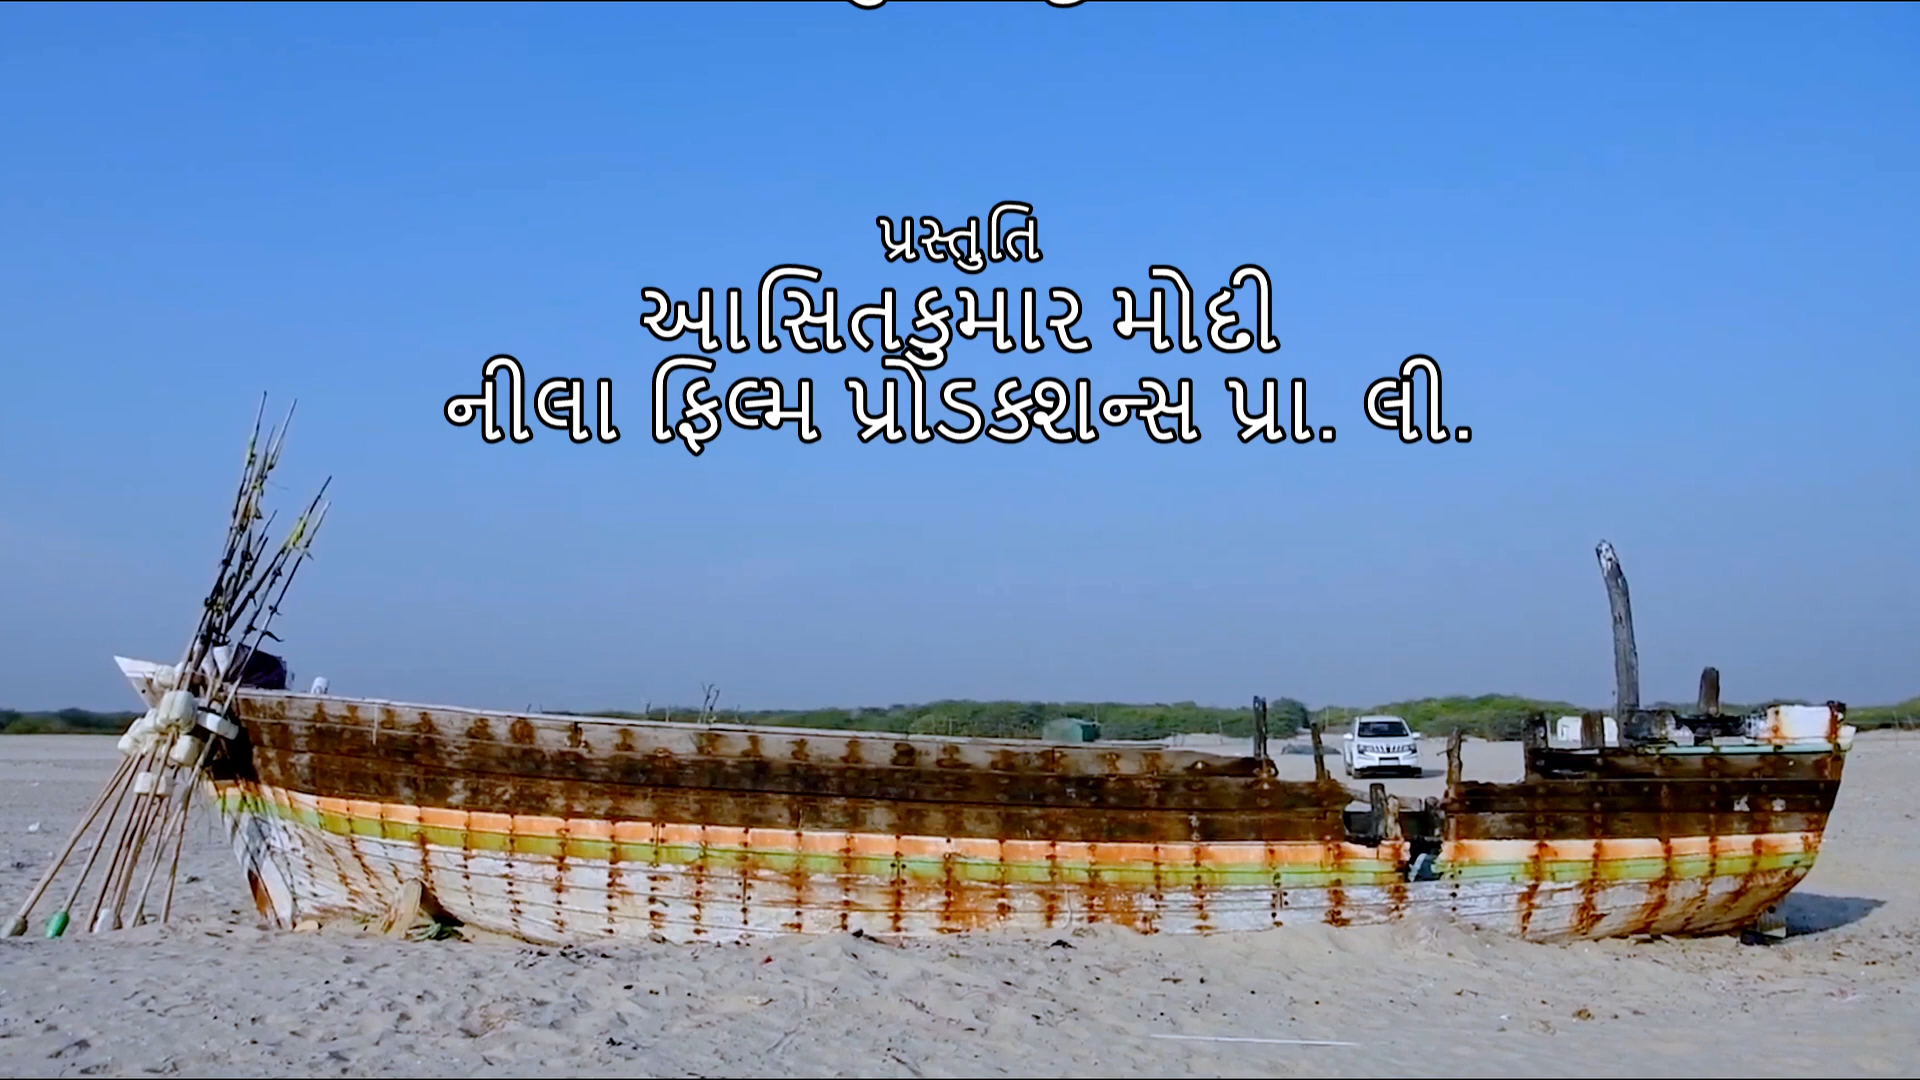 પ્રસ્તુતિ
આસિતકુમાર મોદી
નીલા ફિલ્મ પ્રોડક્શન્સ પ્રા. લી.